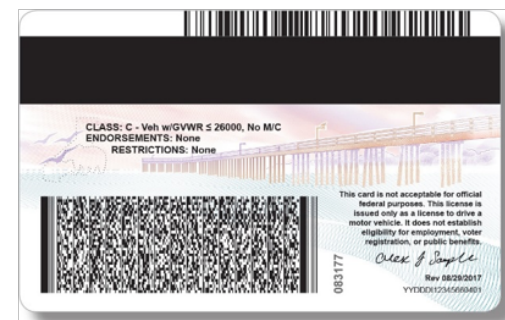 CLASS: C - Veh w/GVWR ≤ 26000, No M/C
ENDORSEMENTS: None
RESTRICTIONS: None
This card is not acceptable for official
federal purposes. This license is
issued only as a license to drive a
motor vehicle. It does not establish
eligibility for employment, voter
registration, or public benefits.
Alex J Sample
Rev 08/29/2017
083177